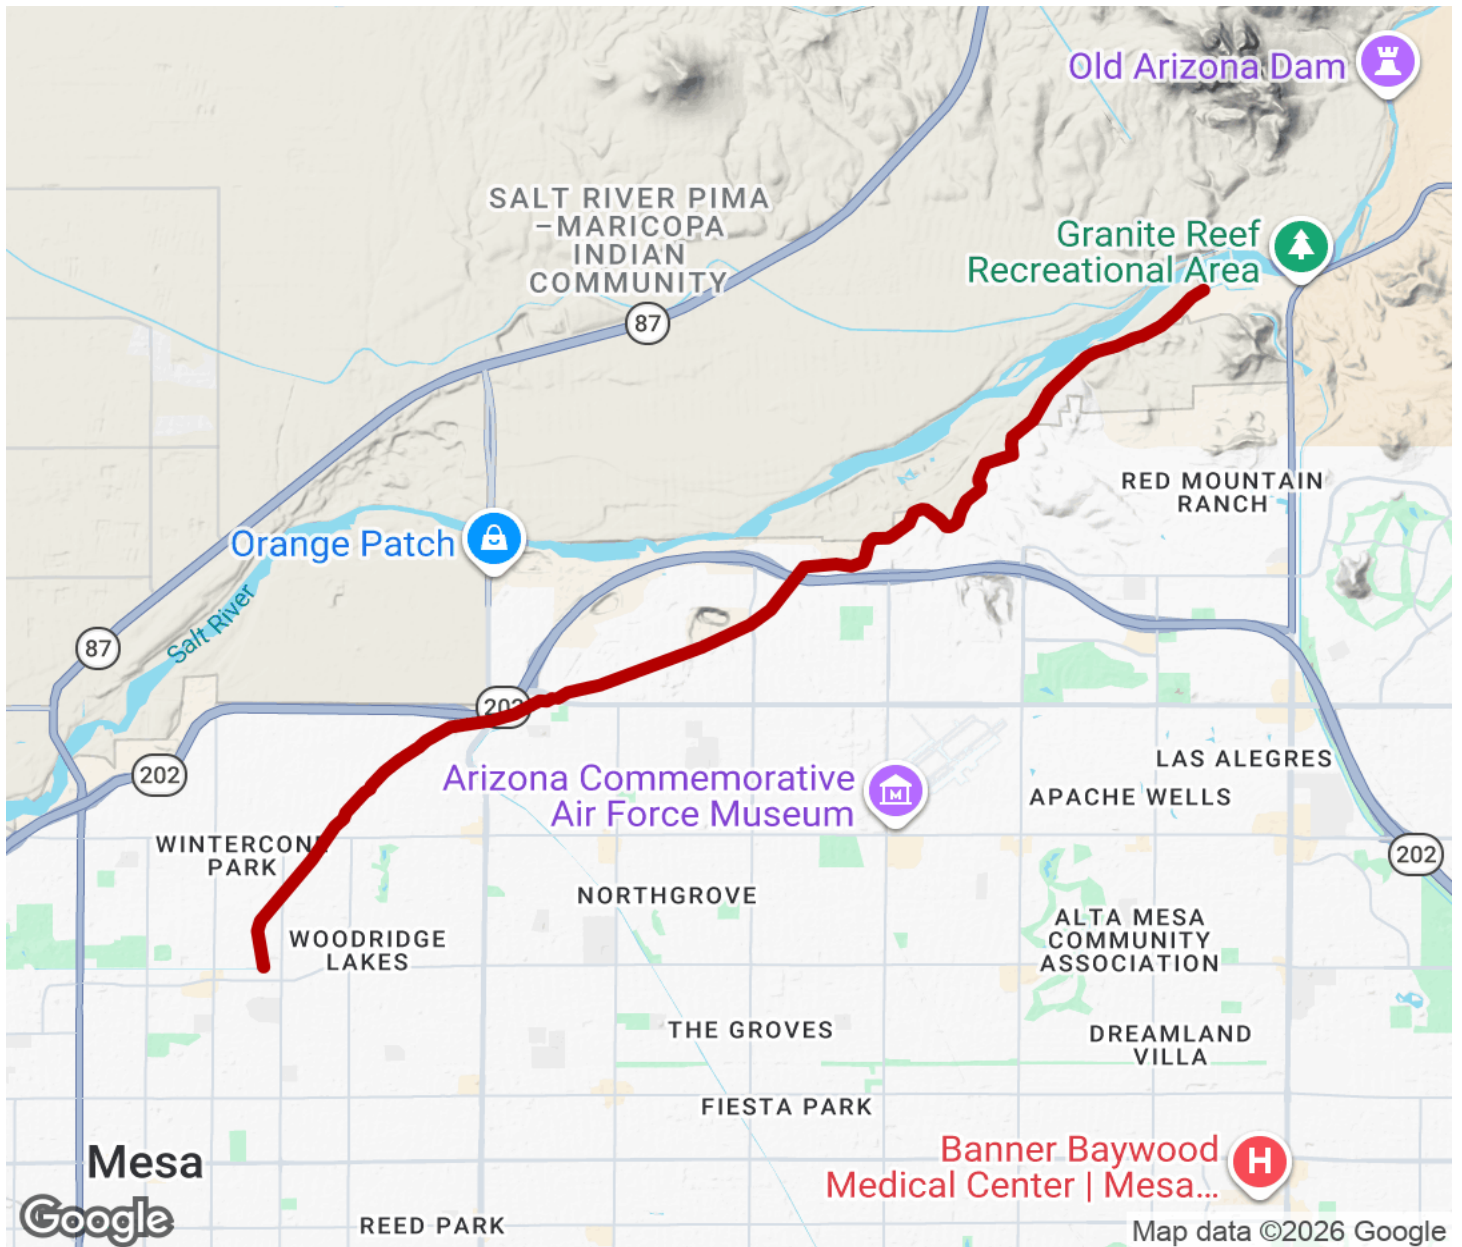 Old Arizona Dam
SALT RIVER PIMA
–MARICOPA
INDIAN
COMMUNITY
Granite Reef
Recreational Area
87
RED MOUNTAIN
RANCH
Orange Patch
Salt River
87
202
202
LAS ALEGRES
Arizona Commemorative
Air Force Museum
M
APACHE WELLS
WINTERCONE
PARK
202
NORTHGROVE
WOODRIDGE
LAKES
ALTA MESA
COMMUNITY
ASSOCIATION
THE GROVES
DREAMLAND
VILLA
FIESTA PARK
Mesa
Banner Baywood
Medical Center | Mesa...
H
Google
REED PARK
Map data ©2026 Google